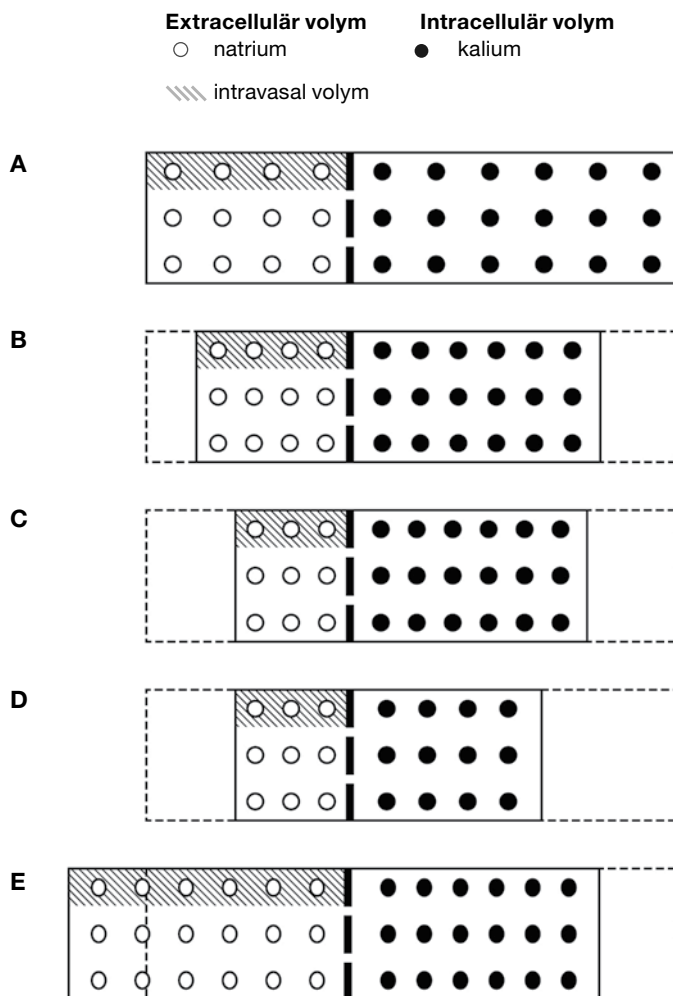 Extracellulär volym Intracellulär volym
natrium kalium
intravasal volym
A
B
C
D
E